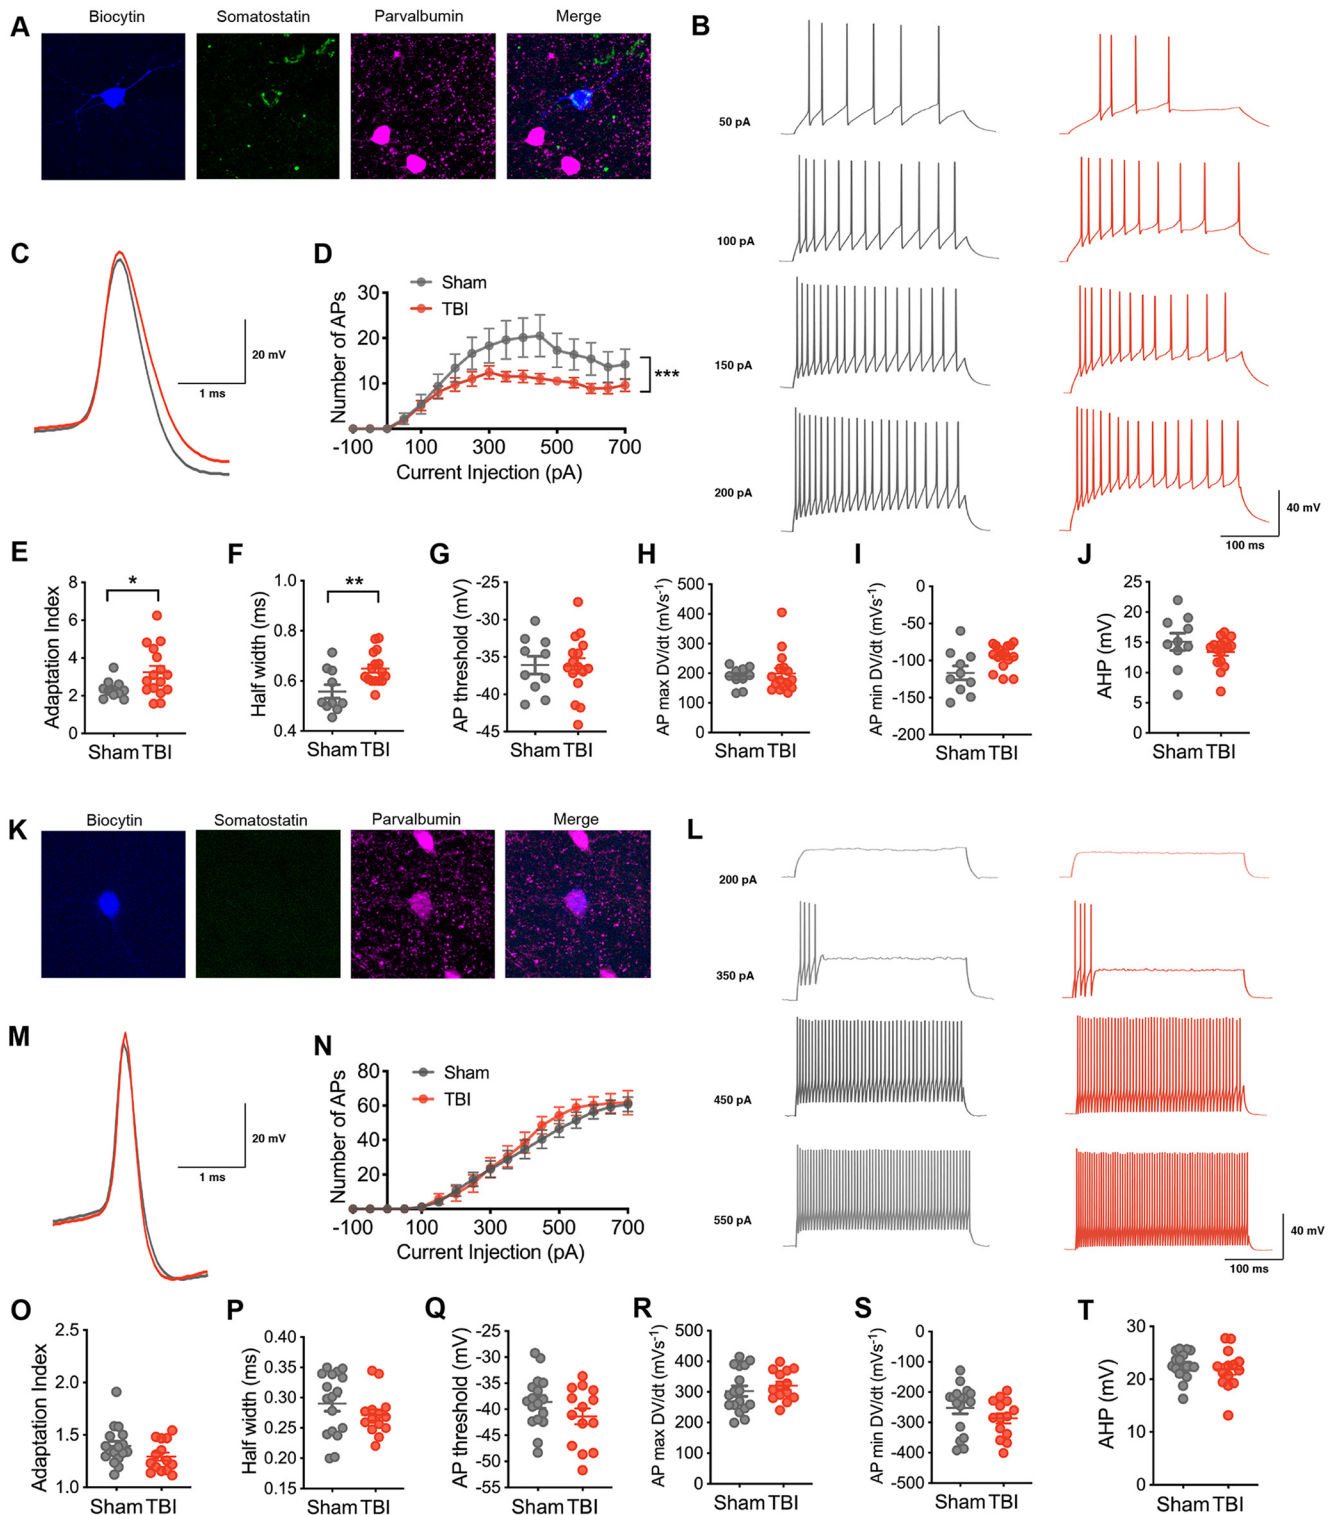 A
Biocytin
Somatostatin
Parvalbumin
Merge
B
50 pA
100 pA
150 pA
200 pA
40 mV
100 ms
C
20 mV
1 ms
D
Sham
TBI
Number of APs
30
20
10
-100
100
300
500
700
Current Injection (pA)
***
E
Adaptation Index
8
6
4
2
0
*
Sham TBI
F
Half width (ms)
1.0
0.8
0.6
0.4
**
Sham TBI
G
AP threshold (mV)
-25
-30
-35
-40
-45
Sham TBI
H
AP max DV/dt (mVs⁻¹)
500
400
300
200
100
0
Sham TBI
I
AP min DV/dt (mVs⁻¹)
0
-50
-100
-150
-200
Sham TBI
J
AHP (mV)
25
20
15
10
5
0
Sham TBI
K
Biocytin
Somatostatin
Parvalbumin
Merge
L
200 pA
350 pA
450 pA
550 pA
40 mV
100 ms
M
20 mV
1 ms
N
Sham
TBI
Number of APs
80
60
40
20
-100
100
300
500
700
Current Injection (pA)
O
Adaptation Index
2.5
2.0
1.5
1.0
Sham TBI
P
Half width (ms)
0.40
0.35
0.30
0.25
0.20
0.15
Sham TBI
Q
AP threshold (mV)
-25
-30
-35
-40
-45
-50
-55
Sham TBI
R
AP max DV/dt (mVs⁻¹)
500
400
300
200
100
0
Sham TBI
S
AP min DV/dt (mVs⁻¹)
0
-100
-200
-300
-400
-500
Sham TBI
T
AHP (mV)
30
20
10
0
Sham TBI